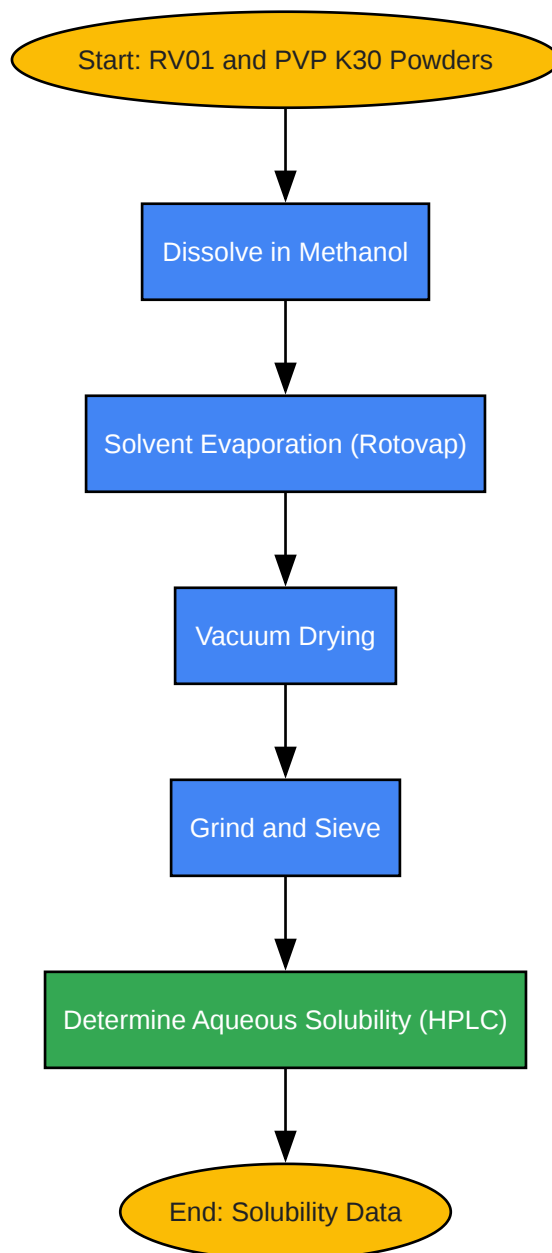 Start: RV01 and PVP K30 Powders
Dissolve in Methanol
Solvent Evaporation (Rotovap)
Vacuum Drying
Grind and Sieve
Determine Aqueous Solubility (HPLC)
End: Solubility Data